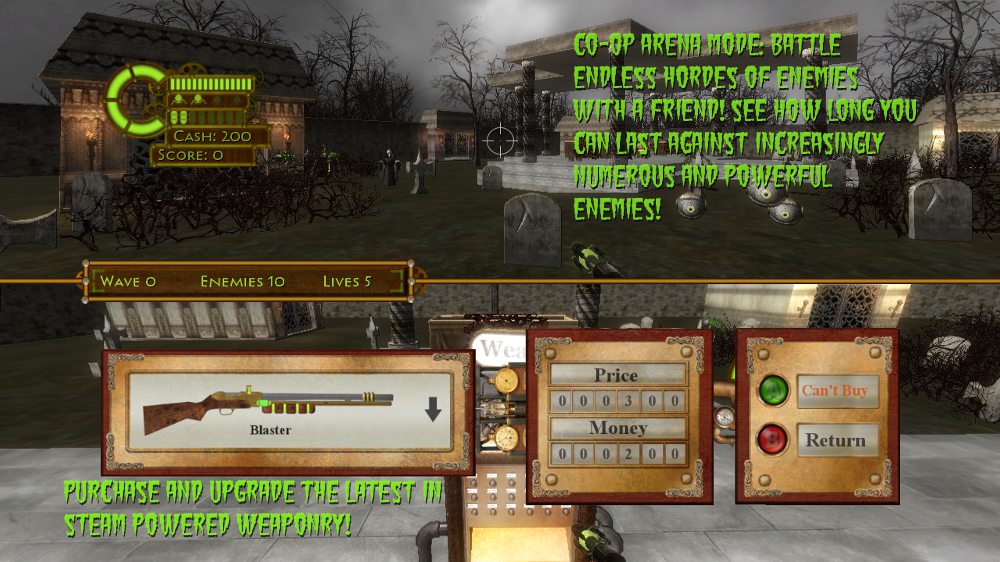 CO-OP ARENA MODE: BATTLE
ENDLESS HORDES OF ENEMIES
WITH A FRIEND! SEE HOW LONG YOU
CAN LAST AGAINST INCREASINGLY
NUMEROUS AND POWERFUL
ENEMIES!
CASH: 200
SCORE: 0
WAVE 0 ENEMIES 10 LIVES 5
Blaster
Price
000300
Money
000200
Can't Buy
Return
PURCHASE AND UPGRADE THE LATEST IN
STEAM POWERED WEAPONRY!